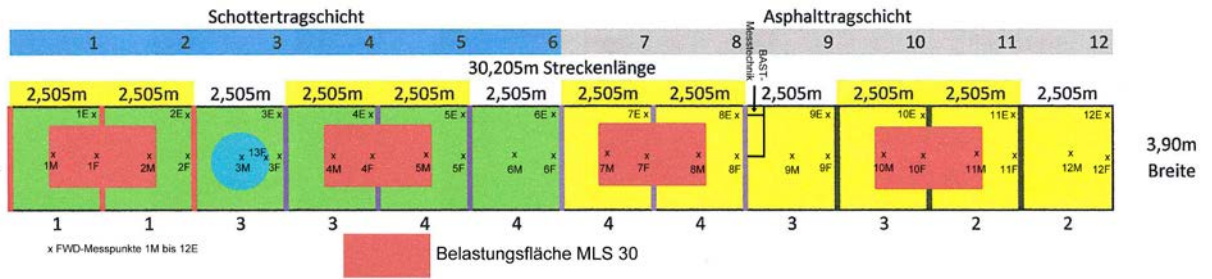 Schottertragschicht Asphalttragschicht
1 2 3 4 5 6 7 8 9 10 11 12
BAST-
Messtechnik
30,205m Streckenlänge
2,505m 2,505m 2,505m 2,505m 2,505m 2,505m 2,505m 2,505m 2,505m 2,505m 2,505m 2,505m
1E x 2E x 3E x 4E x 5E x 6E x 7E x 8E x 9E x 10E x 11E x 12E x
3,90m
Breite
x x x x 13F x x x x x x x x x x x x x x x x x x x x
1M 1F 2M 2F 3M 3F 4M 4F 5M 5F 6M 6F 7M 7F 8M 8F 9M 9F 10M 10F 11M 11F 12M 12F
1 1 3 3 4 4 4 4 3 3 2 2
x FWD-Messpunkte 1M bis 12E
Belastungsfläche MLS 30